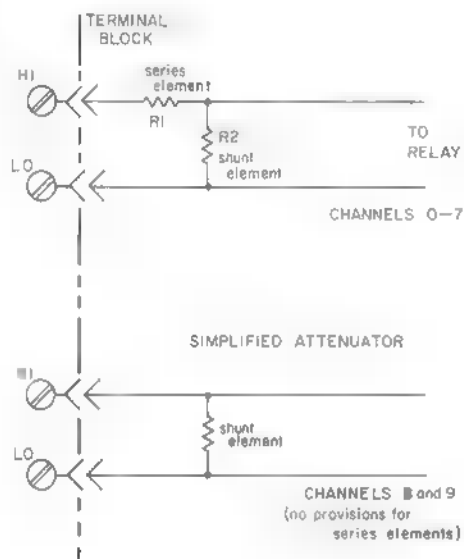 TERMINAL
BLOCK
HI
series
element
R1
R2
shunt
element
LO
TO
RELAY
CHANNELS 0-7
SIMPLIFIED ATTENUATOR
shunt
element
LO
CHANNELS and 9
(no provisions for
series elements)